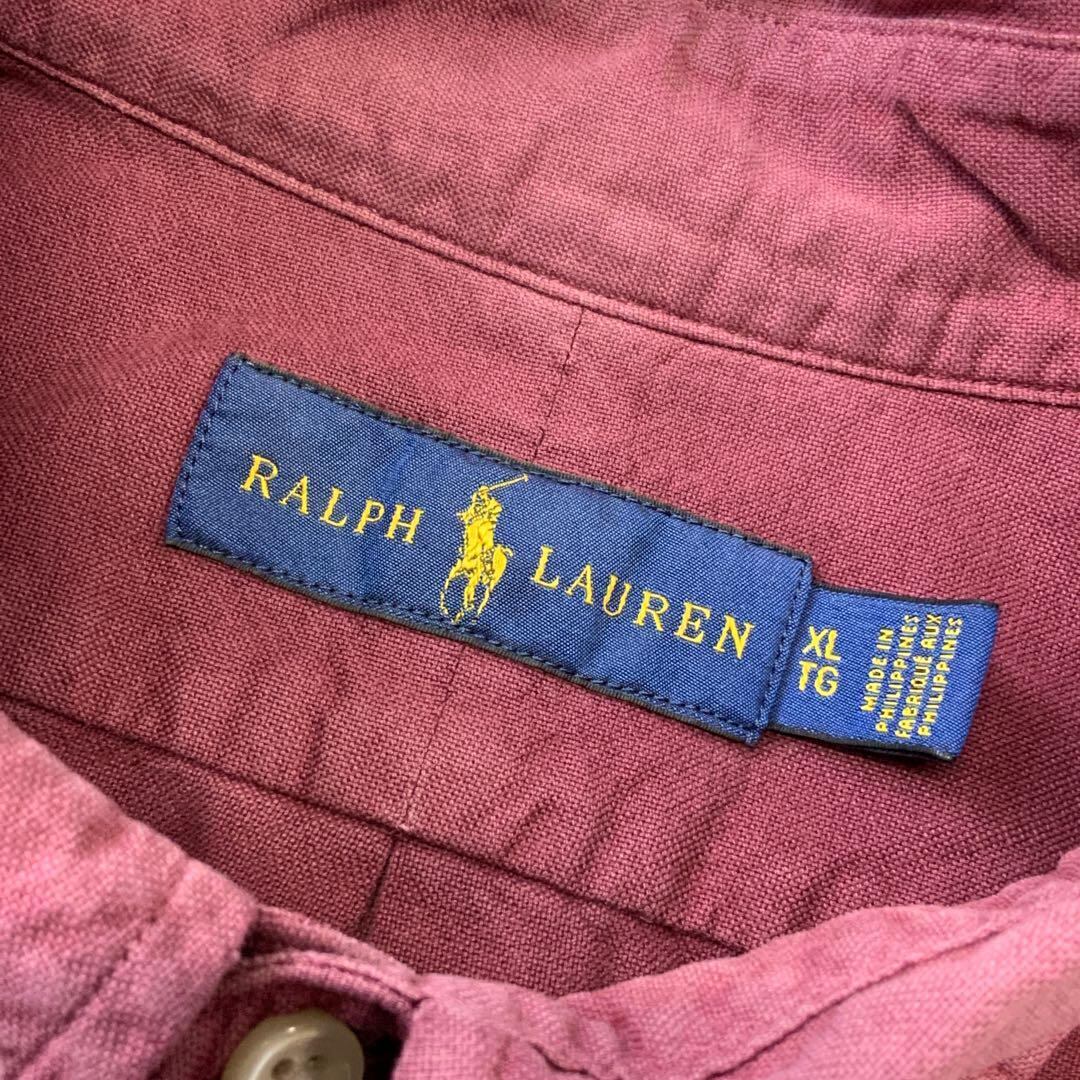 RALPH LAUREN
XL
TG
MADE IN
PHILIPPINES
FABRIQUÉ AUX
PHILIPPINES